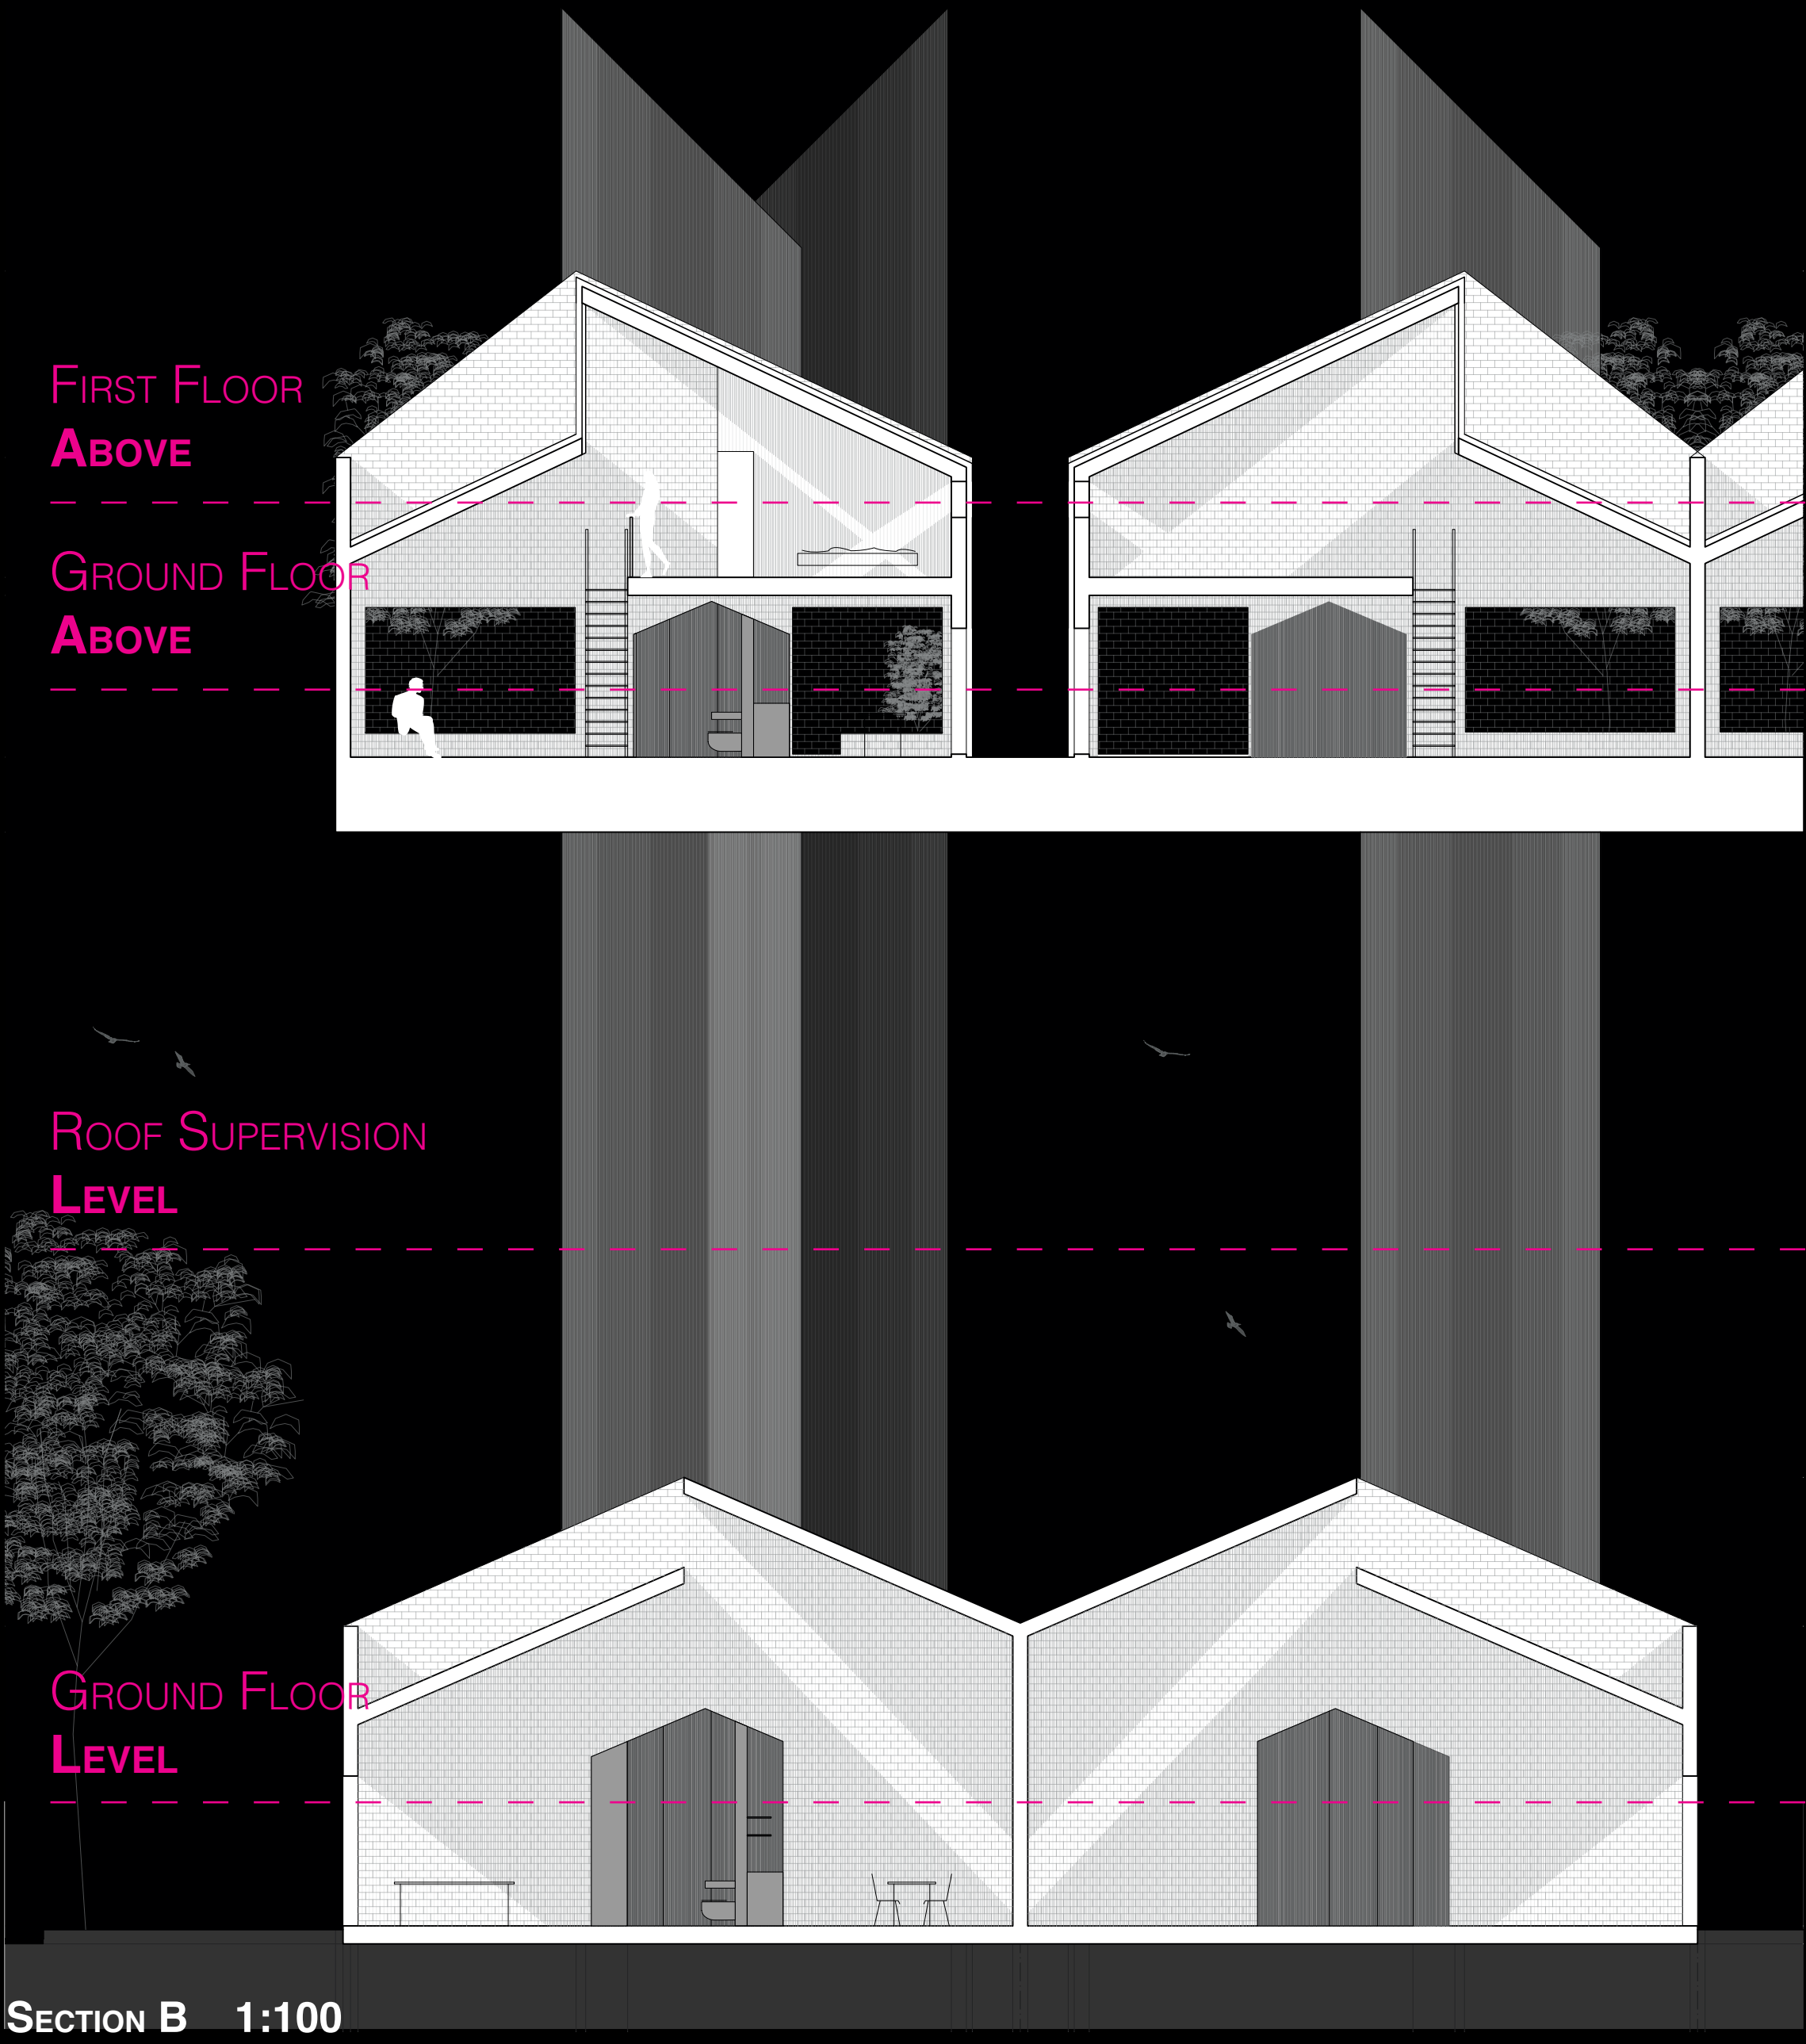 First Floor
Above
Ground Floor
Above
Roof Supervision
Level
Ground Floor
Level
Section B 1:100